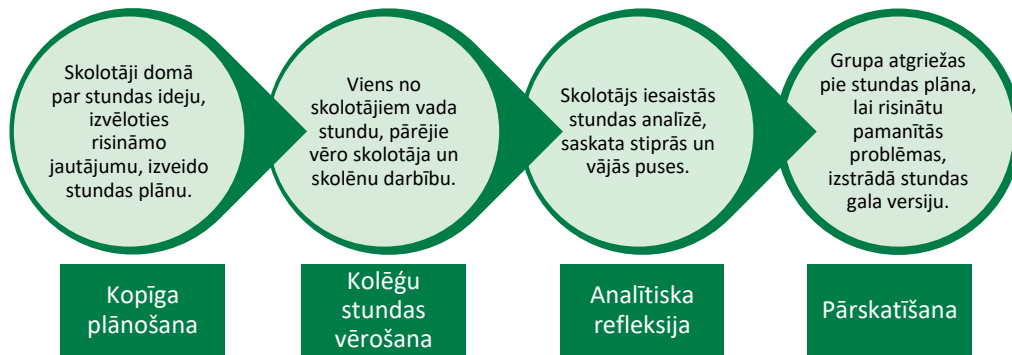 Skolotāji domā
par stundas ideju,
izvēloties
risināmo
jautājumu, izveido
stundas plānu.
Viens no
skolotājiem vada
stundu, pārējie
vēro skolotāja un
skolēnu darbību.
Skolotājs iesaistās
stundas analīzē,
saskata stiprās un
vājās puses.
Grupa atgriežas
pie stundas plāna,
lai risinātu
pamanītās
problēmas,
izstrādā stundas
gala versiju.
Kopīga
plānošana
Kolēģu
stundas
vērošana
Analītiska
refleksija
Pārskatīšana